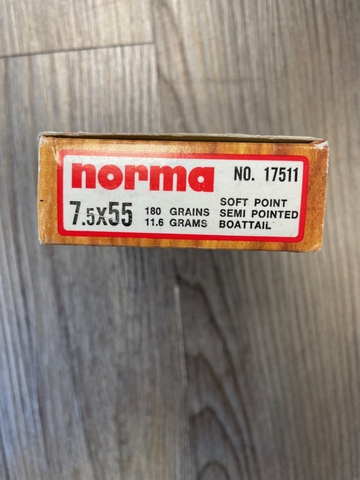 norma NO. 17511
7.5X55 180 GRAINS SOFT POINT
11.6 GRAMS SEMI POINTED
BOATTAIL